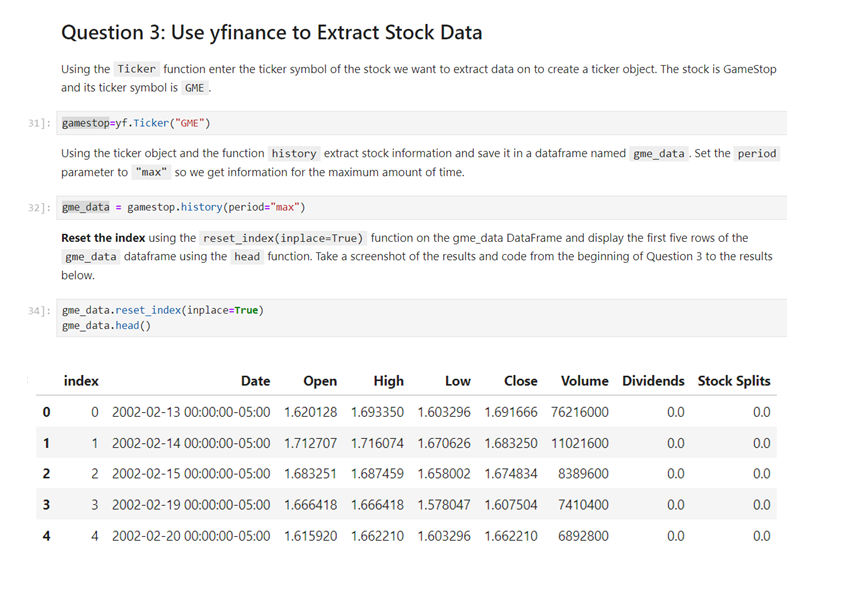 Question 3: Use yfinance to Extract Stock Data
Using the Ticker function enter the ticker symbol of the stock we want to extract data on to create a ticker object. The stock is GameStop
and its ticker symbol is GME .
31]: gamestop=yf.Ticker("GME")
Using the ticker object and the function history extract stock information and save it in a dataframe named gme_data . Set the period
parameter to "max" so we get information for the maximum amount of time.
32]: gme_data = gamestop.history(period="max")
Reset the index using the reset_index(inplace=True) function on the gme_data DataFrame and display the first five rows of the
gme_data dataframe using the head function. Take a screenshot of the results and code from the beginning of Question 3 to the results
below.
34]: gme_data.reset_index(inplace=True)
gme_data.head()
index Date Open High Low Close Volume Dividends Stock Splits
0 0 2002-02-13 00:00:00-05:00 1.620128 1.693350 1.603296 1.691666 76216000 0.0 0.0
1 1 2002-02-14 00:00:00-05:00 1.712707 1.716074 1.670626 1.683250 11021600 0.0 0.0
2 2 2002-02-15 00:00:00-05:00 1.683251 1.687459 1.658002 1.674834 8389600 0.0 0.0
3 3 2002-02-19 00:00:00-05:00 1.666418 1.666418 1.578047 1.607504 7410400 0.0 0.0
4 4 2002-02-20 00:00:00-05:00 1.615920 1.662210 1.603296 1.662210 6892800 0.0 0.0